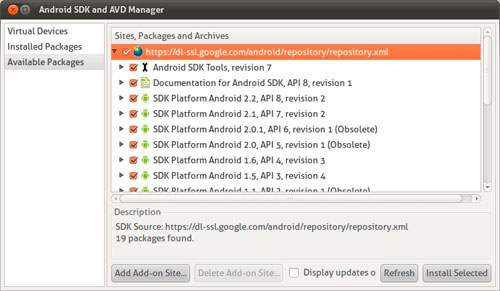 Android SDK and AVD Manager
Virtual Devices
Installed Packages
Available Packages
Sites, Packages and Archives
https://dl-ssl.google.com/android/repository/repository.xml
Android SDK Tools, revision 7
Documentation for Android SDK, API 8, revision 1
SDK Platform Android 2.2, API 8, revision 2
SDK Platform Android 2.1, API 7, revision 2
SDK Platform Android 2.0.1, API 6, revision 1 (Obsolete)
SDK Platform Android 2.0, API 5, revision 1 (Obsolete)
SDK Platform Android 1.6, API 4, revision 3
SDK Platform Android 1.5, API 3, revision 4
SDK Platform Android 1.1, API 2, revision 1 (Obsolete)
Description
SDK Source: https://dl-ssl.google.com/android/repository/repository.xml
19 packages found.
Add Add-on Site... Delete Add-on Site... Display updates o Refresh Install Selected